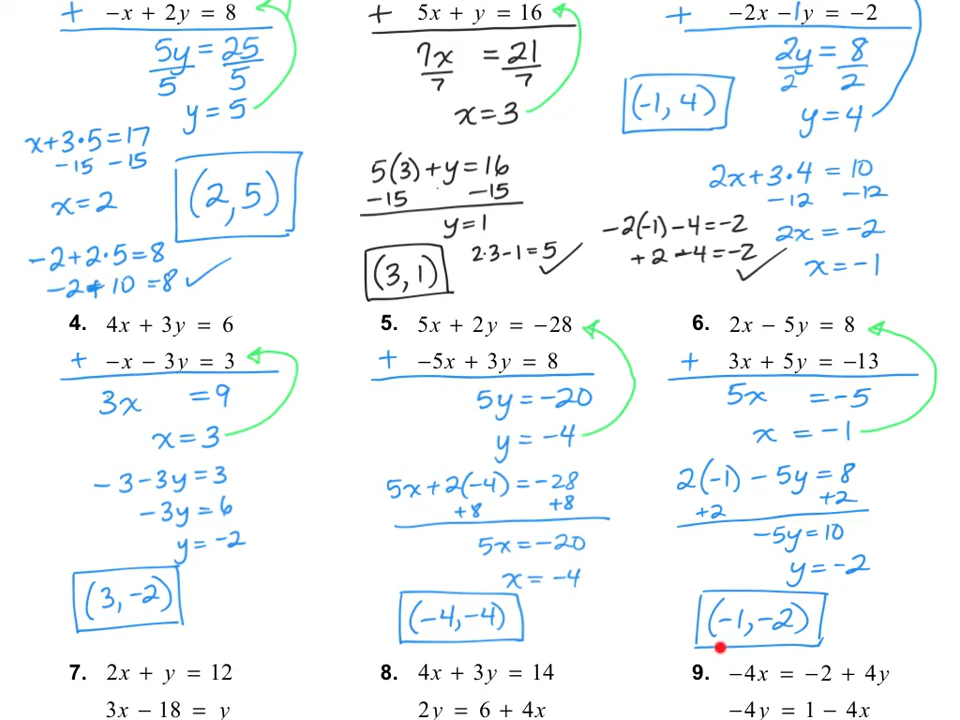 + −x + 2y = 8
5y = 25
5 5
y = 5
x + 3·5 = 17
−15 −15
x = 2
(2, 5)
−2 + 2·5 = 8
−2 + 10 = 8 ✓
+ 5x + y = 16
7x = 21
7 7
x = 3
5(3) + y = 16
−15 −15
y = 1
(3, 1)
2·3 − 1 = 5 ✓
+ −2x − 1y = −2
2y = 8
2 2
y = 4
(−1, 4)
2x + 3·4 = 10
−12 −12
2x = −2
x = −1
−2(−1) − 4 = −2
+2 − 4 = −2 ✓
4. 4x + 3y = 6
+ −x − 3y = 3
3x = 9
x = 3
−3 − 3y = 3
−3y = 6
y = −2
(3, −2)
5. 5x + 2y = −28
+ −5x + 3y = 8
5y = −20
y = −4
5x + 2(−4) = −28
+8 +8
5x = −20
x = −4
(−4, −4)
6. 2x − 5y = 8
+ 3x + 5y = −13
5x = −5
x = −1
2(−1) − 5y = 8
+2 +2
−5y = 10
y = −2
(−1, −2)
7. 2x + y = 12
3x − 18 = y
8. 4x + 3y = 14
2y = 6 + 4x
9. −4x = −2 + 4y
−4y = 1 − 4x